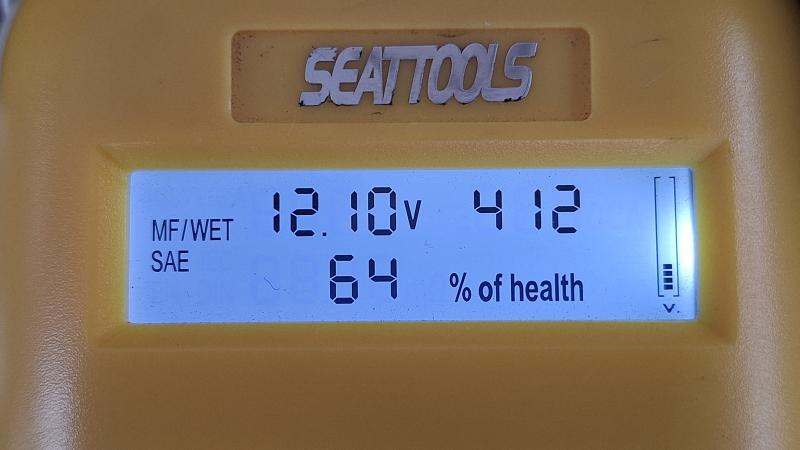 SEATTOOLS
MF/WET 12.10V 412
SAE 64 % of health
V.